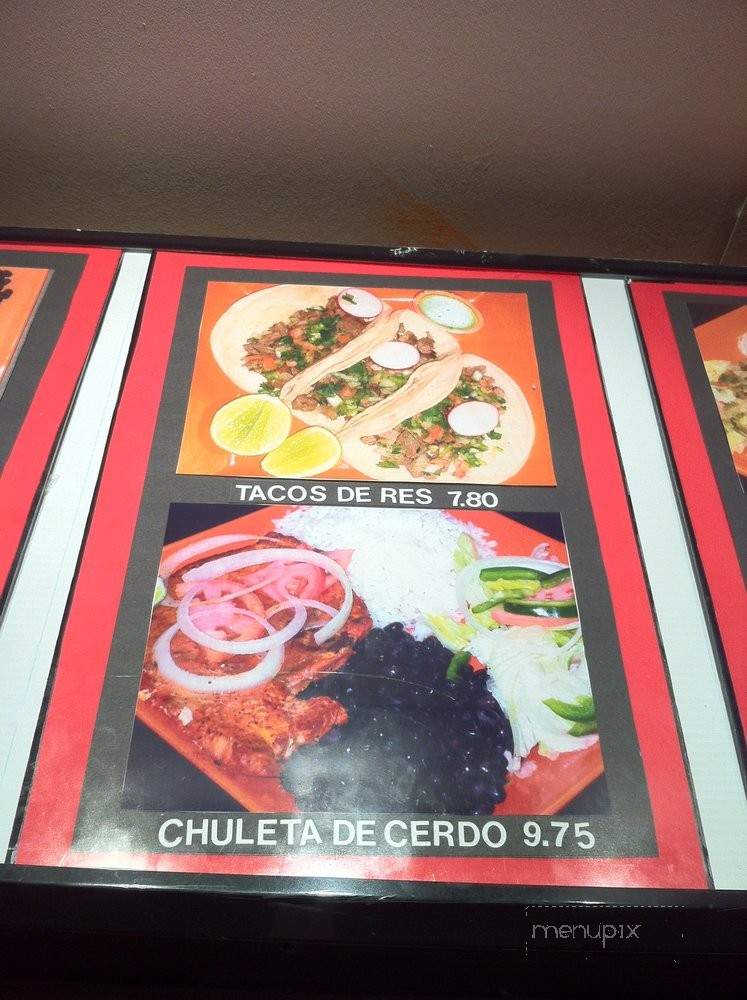 TACOS DE RES 7.80
CHULETA DE CERDO 9.75
menupix